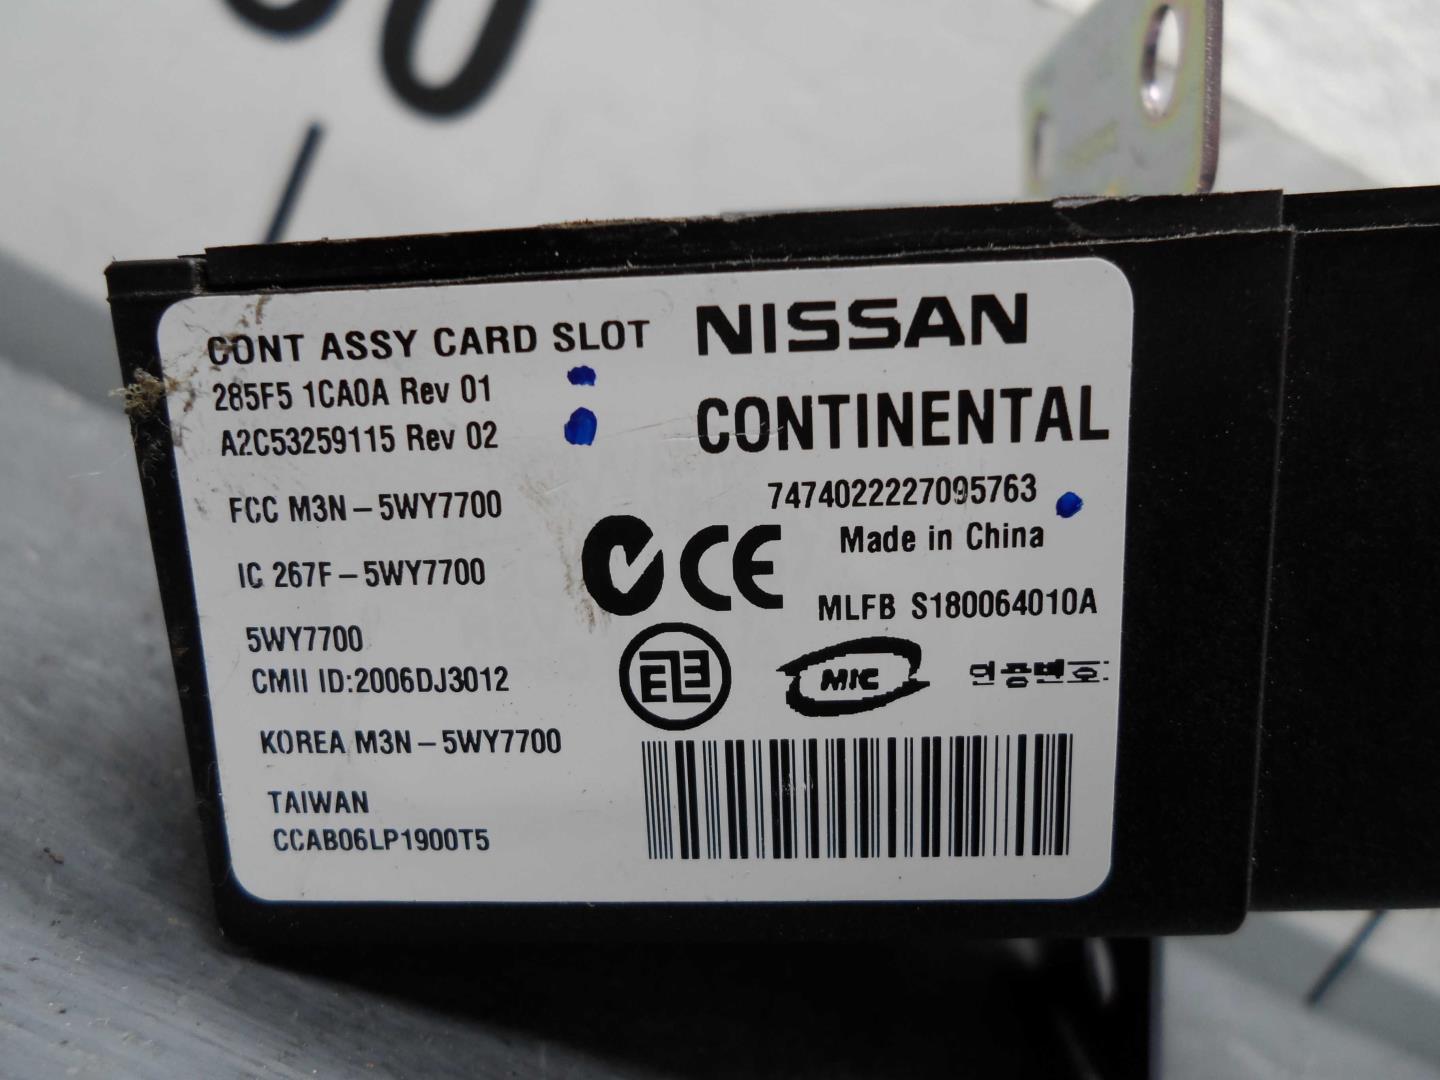 CONT ASSY CARD SLOT
NISSAN
285F5 1CA0A Rev 01
A2C53259115 Rev 02
CONTINENTAL
FCC M3N-5WY7700
7474022227095763
Made in China
IC 267F-5WY7700
CE
MLFB S180064010A
5WY7700
CMII ID:2006DJ3012
MIC
KOREA M3N-5WY7700
TAIWAN
CCAB06LP1900T5